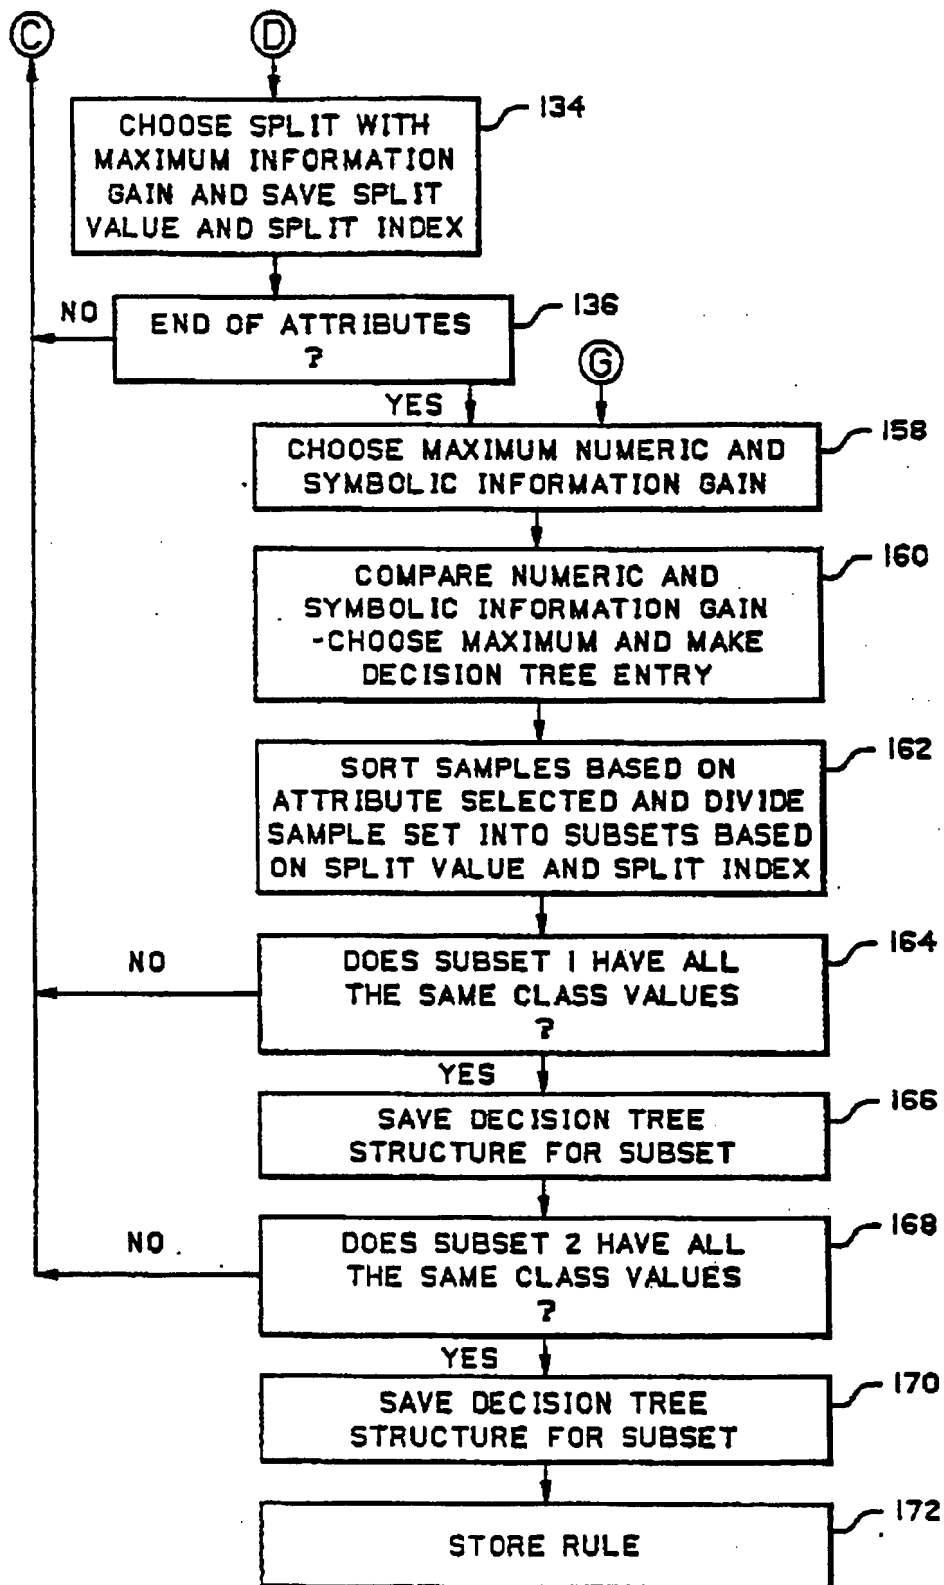 C
D
134
CHOOSE SPLIT WITH
MAXIMUM INFORMATION
GAIN AND SAVE SPLIT
VALUE AND SPLIT INDEX
136
END OF ATTRIBUTES
?
NO
G
YES
158
CHOOSE MAXIMUM NUMERIC AND
SYMBOLIC INFORMATION GAIN
160
COMPARE NUMERIC AND
SYMBOLIC INFORMATION GAIN
-CHOOSE MAXIMUM AND MAKE
DECISION TREE ENTRY
162
SORT SAMPLES BASED ON
ATTRIBUTE SELECTED AND DIVIDE
SAMPLE SET INTO SUBSETS BASED
ON SPLIT VALUE AND SPLIT INDEX
164
DOES SUBSET 1 HAVE ALL
THE SAME CLASS VALUES
?
NO
YES
166
SAVE DECISION TREE
STRUCTURE FOR SUBSET
168
DOES SUBSET 2 HAVE ALL
THE SAME CLASS VALUES
?
NO
YES
170
SAVE DECISION TREE
STRUCTURE FOR SUBSET
172
STORE RULE